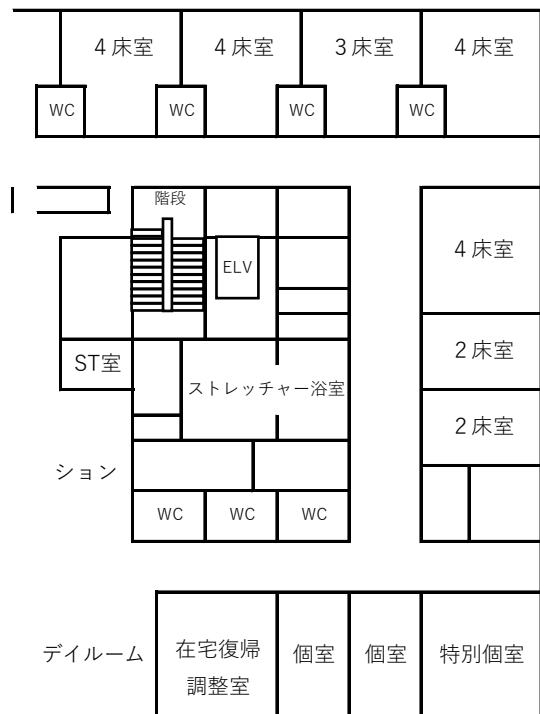 ４床室
４床室
３床室
４床室
WC
WC
WC
WC
階段
ELV
４床室
ST室
２床室
ストレッチャー浴室
２床室
ション
WC
WC
WC
デイルーム
在宅復帰
調整室
個室
個室
特別個室